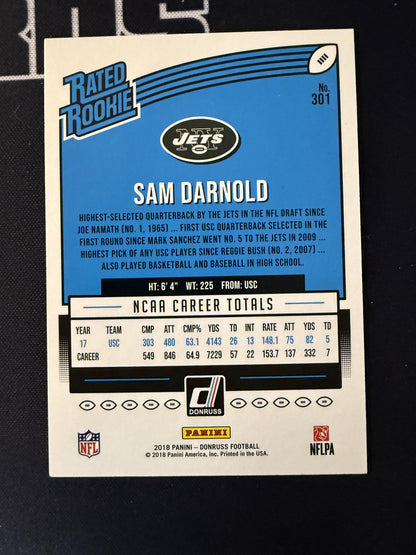 RATED
ROOKIE
No.
301
NY
JETS
SAM DARNOLD
HIGHEST-SELECTED QUARTERBACK BY THE JETS IN THE NFL DRAFT SINCE
JOE NAMATH (NO. 1, 1965) ... FIRST USC QUARTERBACK SELECTED IN THE
FIRST ROUND SINCE MARK SANCHEZ WENT NO. 5 TO THE JETS IN 2009 ...
HIGHEST PICK OF ANY USC PLAYER SINCE REGGIE BUSH (NO. 2, 2007) ...
ALSO PLAYED BASKETBALL AND BASEBALL IN HIGH SCHOOL.
HT: 6' 4" WT: 225 FROM: USC
NCAA CAREER TOTALS
YEAR TEAM CMP ATT CMP% YDS TD INT RATE ATT YDS TD
17 USC 303 480 63.1 4143 26 13 148.1 75 82 5
CAREER 549 846 64.9 7229 57 22 153.7 137 332 7
D
DONRUSS
PANINI
2018 PANINI – DONRUSS FOOTBALL
© 2018 Panini America, Inc. Printed in the USA.
NFL
NFLPA